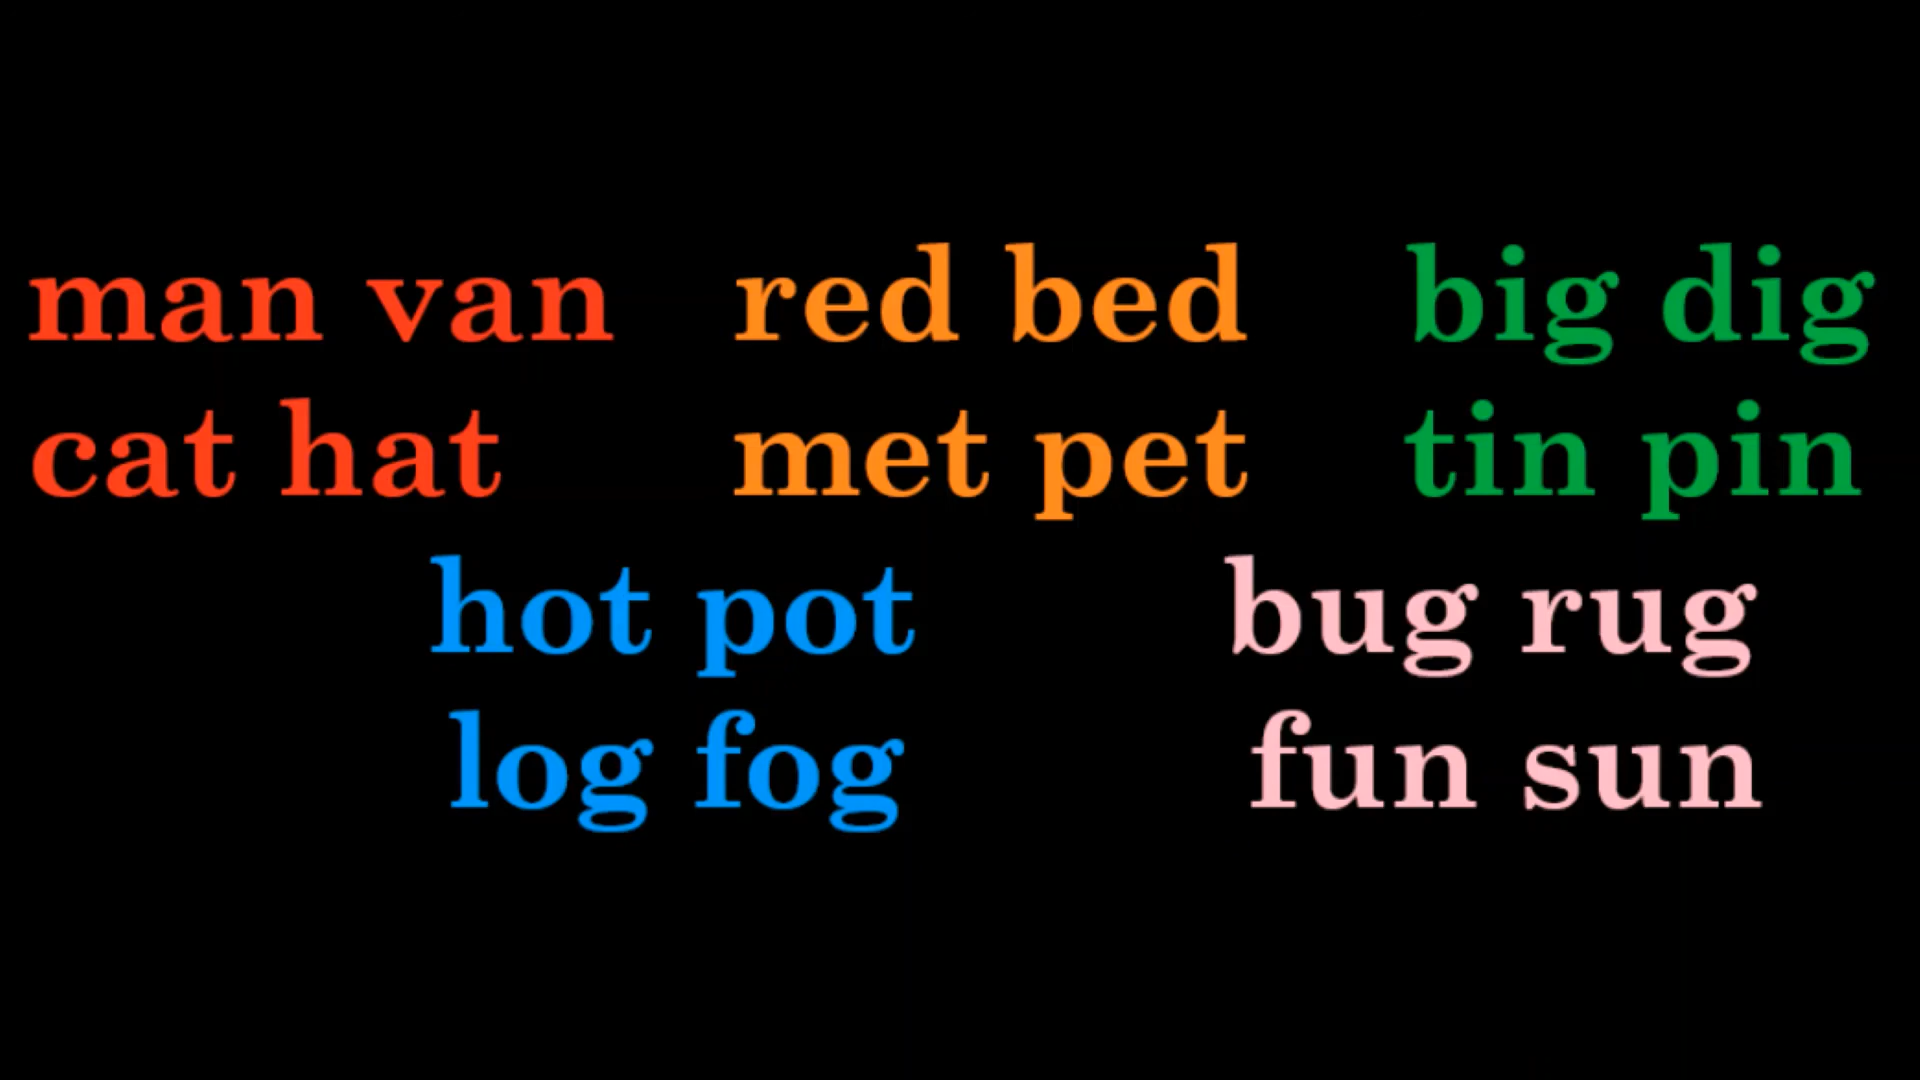 man van red bed big dig
cat hat met pet tin pin
hot pot bug rug
log fog fun sun